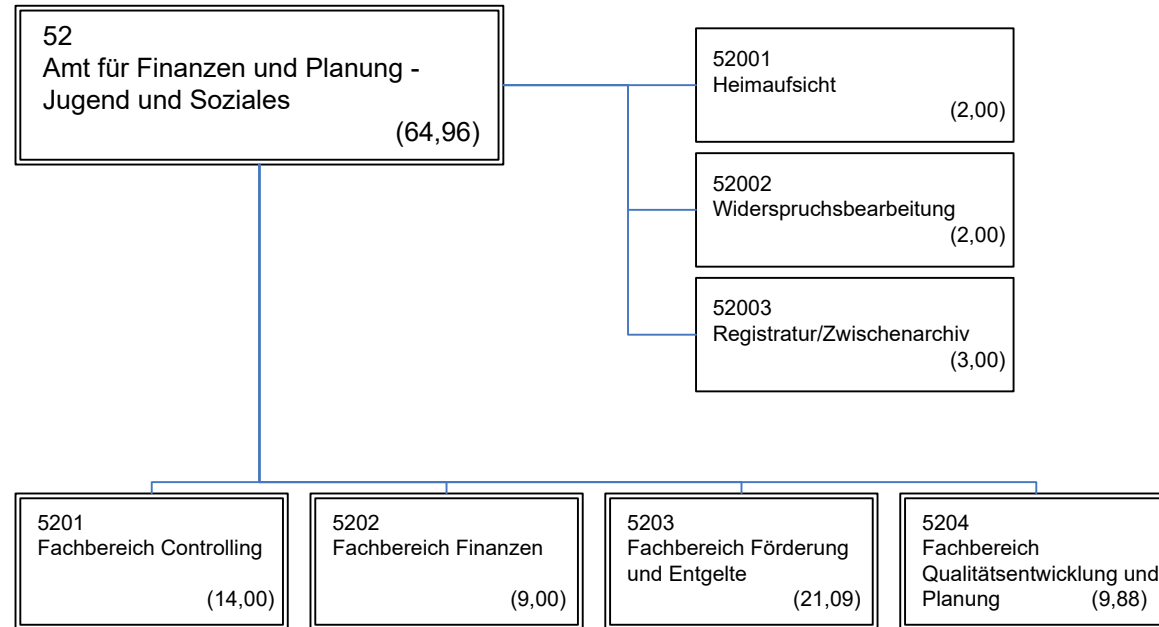 52
Amt für Finanzen und Planung -
Jugend und Soziales
(64,96)
52001
Heimaufsicht
(2,00)
52002
Widerspruchsbearbeitung
(2,00)
52003
Registratur/Zwischenarchiv
(3,00)
5201
Fachbereich Controlling
(14,00)
5202
Fachbereich Finanzen
(9,00)
5203
Fachbereich Förderung
und Entgelte
(21,09)
5204
Fachbereich
Qualitätsentwicklung und
Planung (9,88)